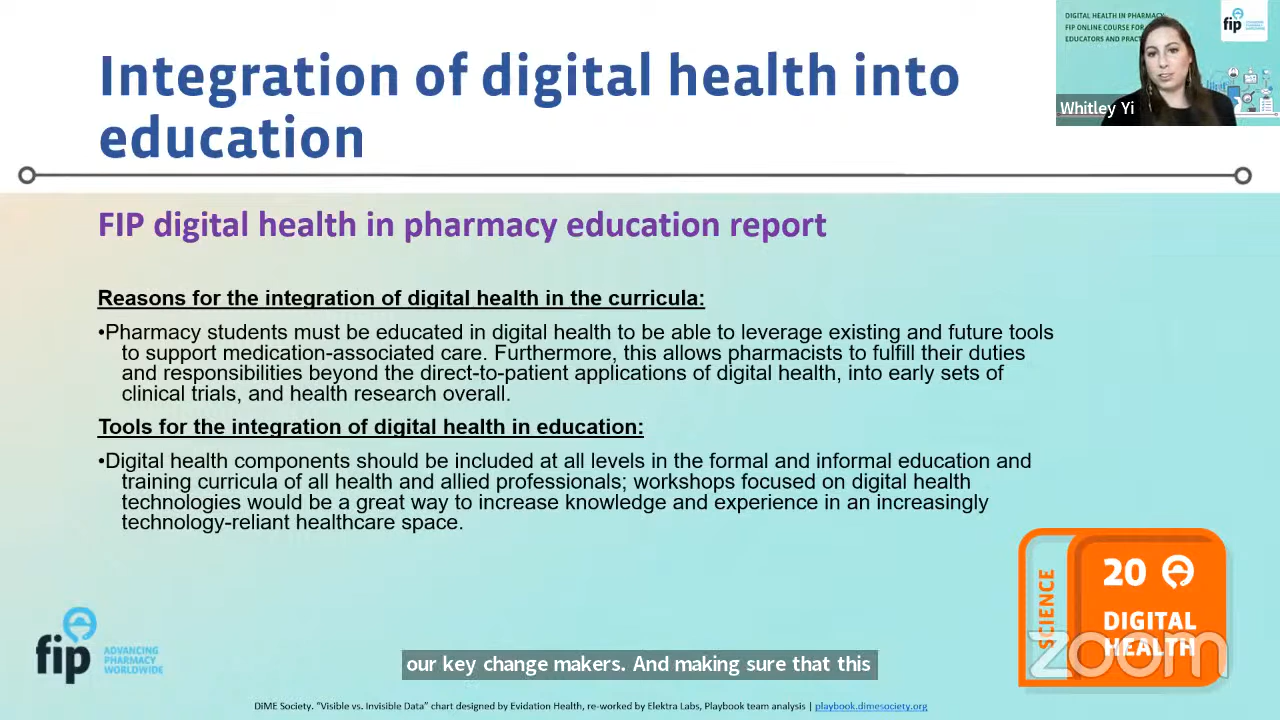 Integration of digital health into
education
DIGITAL HEALTH IN PHARMACY
FIP ONLINE COURSE FOR
EDUCATORS AND
fip
ADVANCING
PHARMACY
WORLDWIDE
Whitley Yi
FIP digital health in pharmacy education report
Reasons for the integration of digital health in the curricula:
•Pharmacy students must be educated in digital health to be able to leverage existing and future tools
to support medication-associated care. Furthermore, this allows pharmacists to fulfill their duties
and responsibilities beyond the direct-to-patient applications of digital health, into early sets of
clinical trials, and health research overall.
Tools for the integration of digital health in education:
•Digital health components should be included at all levels in the formal and informal education and
training curricula of all health and allied professionals; workshops focused on digital health
technologies would be a great way to increase knowledge and experience in an increasingly
technology-reliant healthcare space.
SCIENCE
20
DIGITAL
HEALTH
zoom
fip
ADVANCING
PHARMACY
WORLDWIDE
our key change makers. And making sure that this
DiME Society. “Visible vs. Invisible Data” chart designed by Evidation Health, re-worked by Elektra Labs, Playbook team analysis | playbook.dimesociety.org